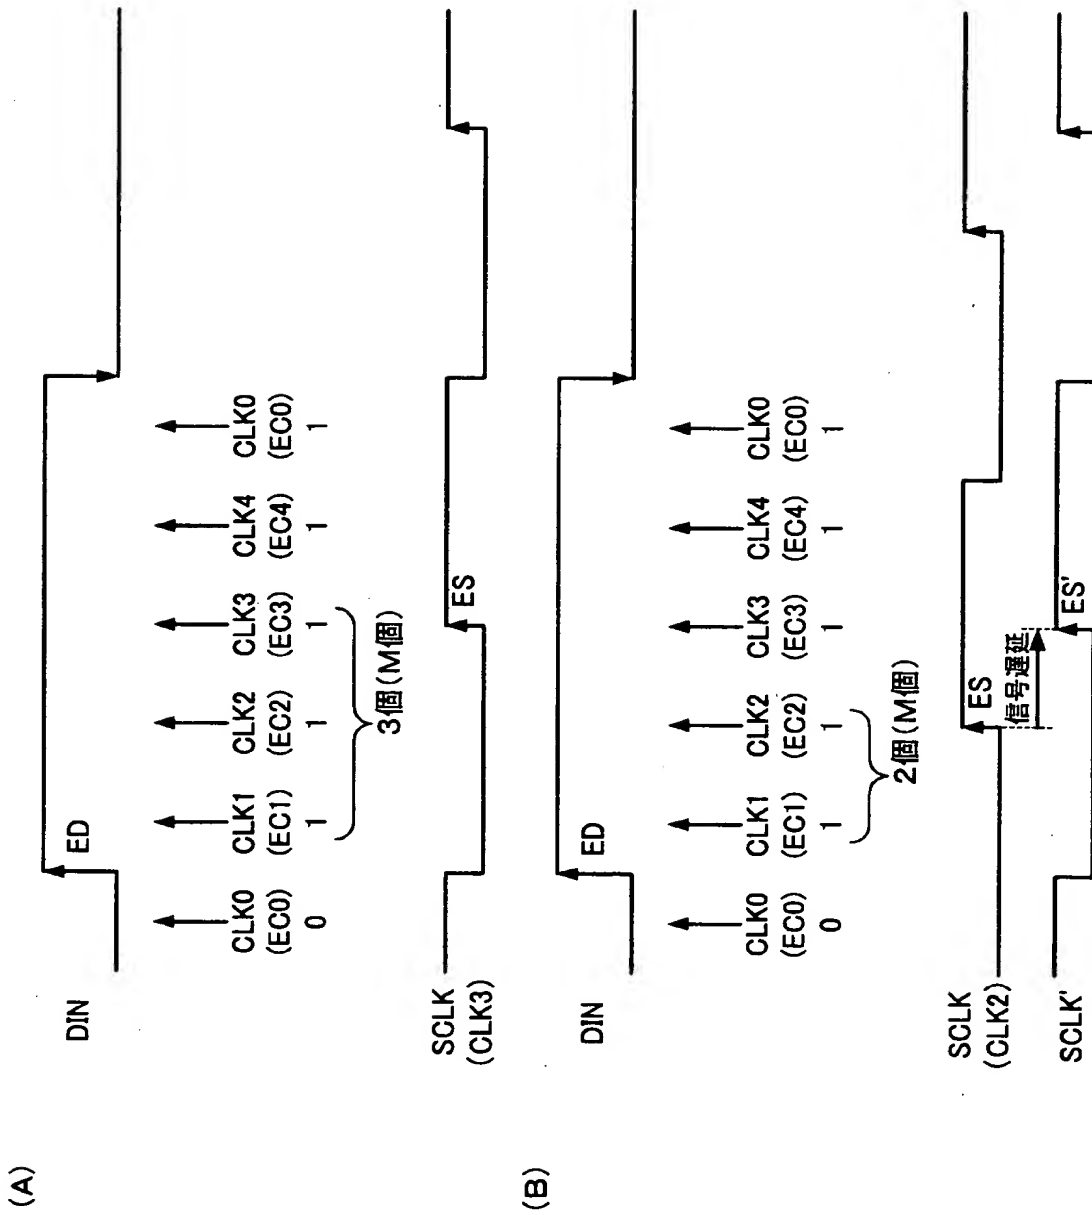 (A)
DIN
ED
CLK0 CLK1 CLK2 CLK3 CLK4 CLK0
(EC0) (EC1) (EC2) (EC3) (EC4) (EC0)
0 1 1 1 1 1
3個(M個)
SCLK
(CLK3)
ES
(B)
DIN
ED
CLK0 CLK1 CLK2 CLK3 CLK4 CLK0
(EC0) (EC1) (EC2) (EC3) (EC4) (EC0)
0 1 1 1 1 1
2個(M個)
SCLK
(CLK2)
ES
信号遅延
SCLK'
ES'